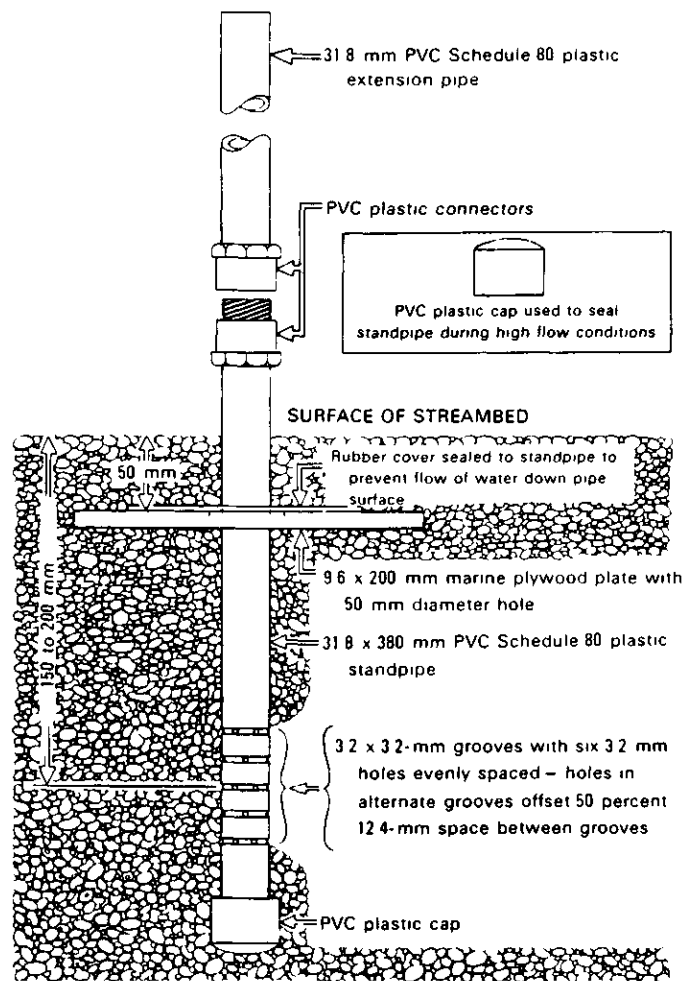 31 8 mm PVC Schedule 80 plastic
extension pipe
PVC plastic connectors
PVC plastic cap used to seal
standpipe during high flow conditions
SURFACE OF STREAMBED
50 mm
Rubber cover sealed to standpipe to
prevent flow of water down pipe
surface
150 to 200 mm
9 6 x 200 mm marine plywood plate with
50 mm diameter hole
31 8 x 380 mm PVC Schedule 80 plastic
standpipe
3 2 x 3 2-mm grooves with six 3 2 mm
holes evenly spaced – holes in
alternate grooves offset 50 percent
12 4-mm space between grooves
PVC plastic cap